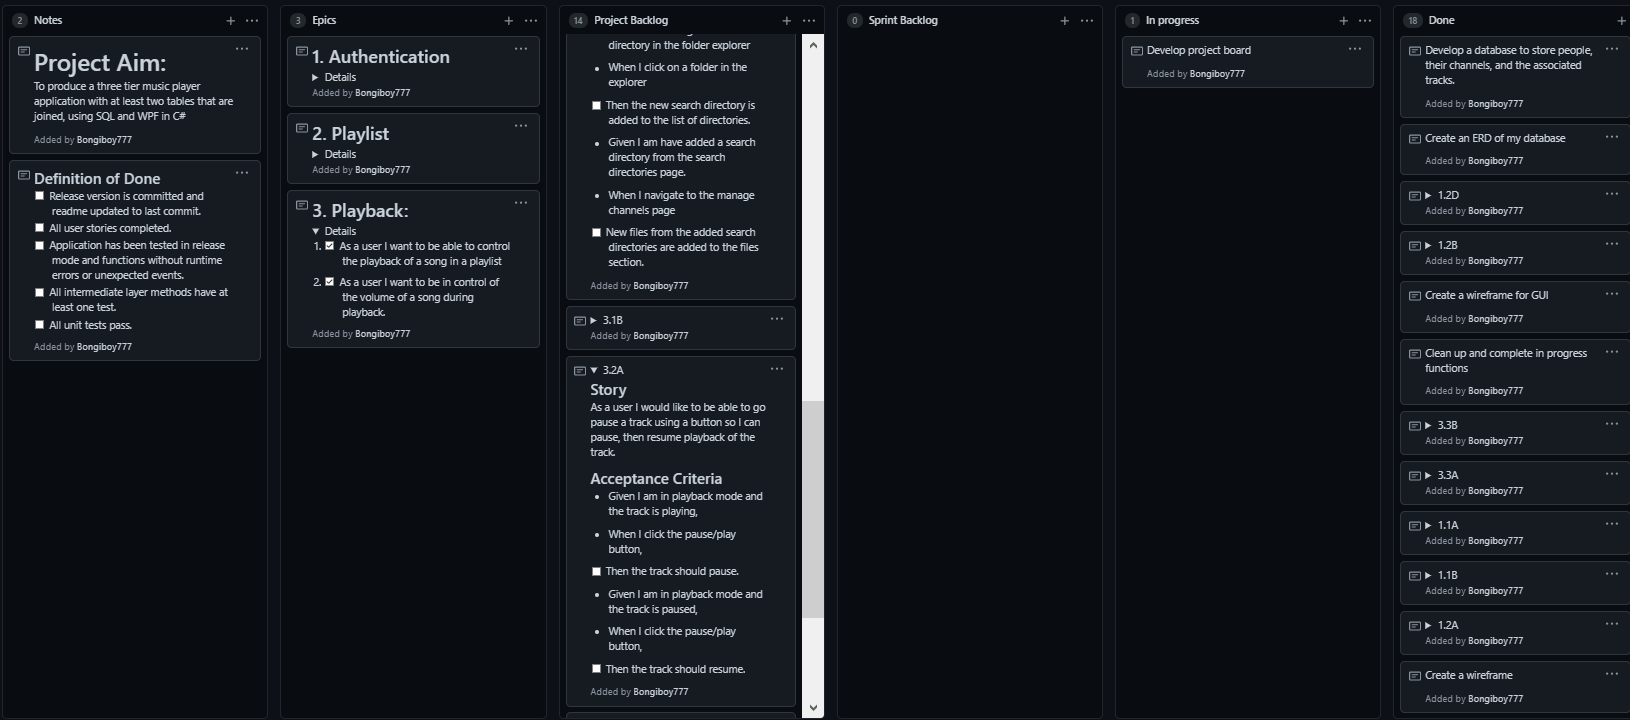 2 Notes
Project Aim:
To produce a three tier music player
application with at least two tables that are
joined, using SQL and WPF in C#
Added by Bongiboy777
Definition of Done
Release version is committed and
readme updated to last commit.
All user stories completed.
Application has been tested in release
mode and functions without runtime
errors or unexpected events.
All intermediate layer methods have at
least one test.
All unit tests pass.
Added by Bongiboy777
3 Epics
1. Authentication
Details
Added by Bongiboy777
2. Playlist
Details
Added by Bongiboy777
3. Playback:
Details
1. As a user I want to be able to control
the playback of a song in a playlist
2. As a user I want to be in control of
the volume of a song during
playback.
Added by Bongiboy777
14 Project Backlog
directory in the folder explorer
When I click on a folder in the
explorer
Then the new search directory is
added to the list of directories.
Given I am have added a search
directory from the search
directories page.
When I navigate to the manage
channels page
New files from the added search
directories are added to the files
section.
Added by Bongiboy777
3.1B
Added by Bongiboy777
3.2A
Story
As a user I would like to be able to go
pause a track using a button so I can
pause, then resume playback of the
track.
Acceptance Criteria
Given I am in playback mode and
the track is playing,
When I click the pause/play
button,
Then the track should pause.
Given I am in playback mode and
the track is paused,
When I click the pause/play
button,
Then the track should resume.
Added by Bongiboy777
0 Sprint Backlog
1 In progress
Develop project board
Added by Bongiboy777
18 Done
Develop a database to store people,
their channels, and the associated
tracks.
Added by Bongiboy777
Create an ERD of my database
Added by Bongiboy777
1.2D
Added by Bongiboy777
1.2B
Added by Bongiboy777
Create a wireframe for GUI
Added by Bongiboy777
Clean up and complete in progress
functions
Added by Bongiboy777
3.3B
Added by Bongiboy777
3.3A
Added by Bongiboy777
1.1A
Added by Bongiboy777
1.1B
Added by Bongiboy777
1.2A
Added by Bongiboy777
Create a wireframe
Added by Bongiboy777